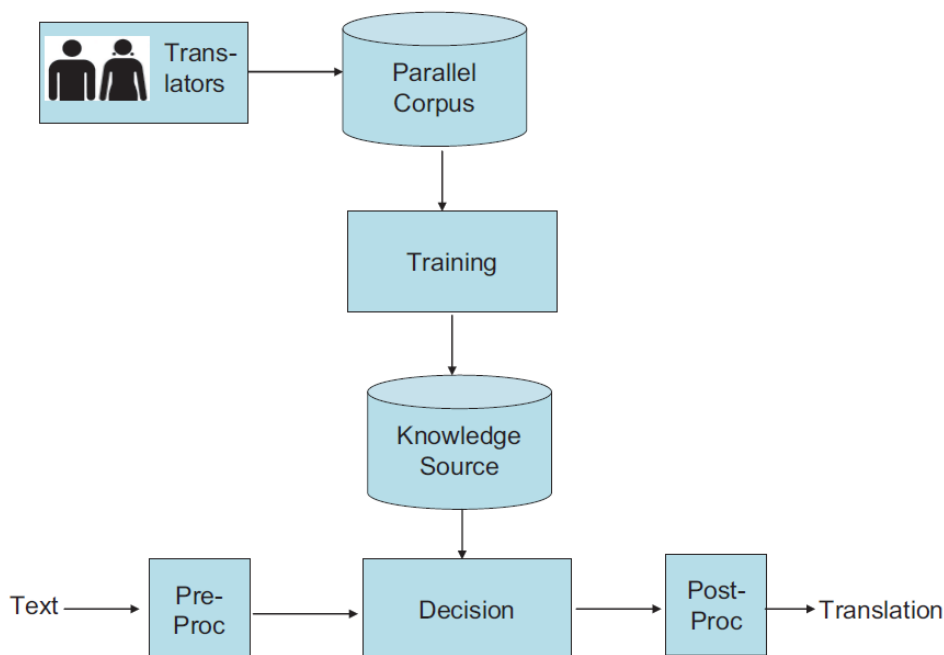 Trans-
lators
Parallel
Corpus
Training
Knowledge
Source
Text
Pre-
Proc
Decision
Post-
Proc
Translation